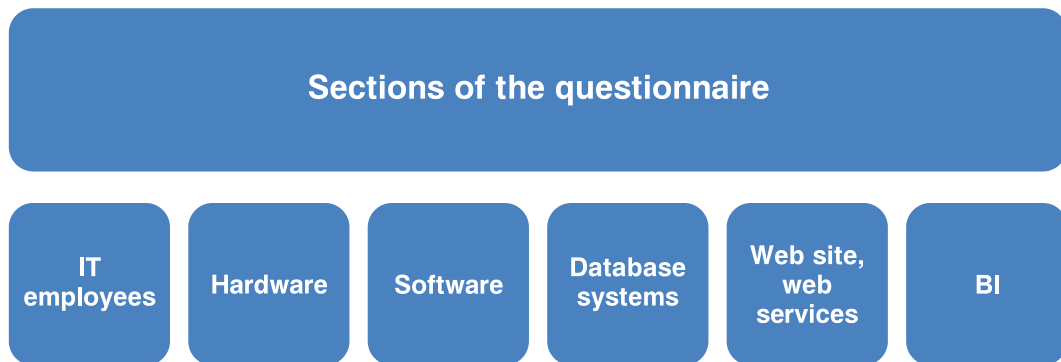 Sections of the questionnaire
IT
employees
Hardware
Software
Database
systems
Web site,
web
services
BI